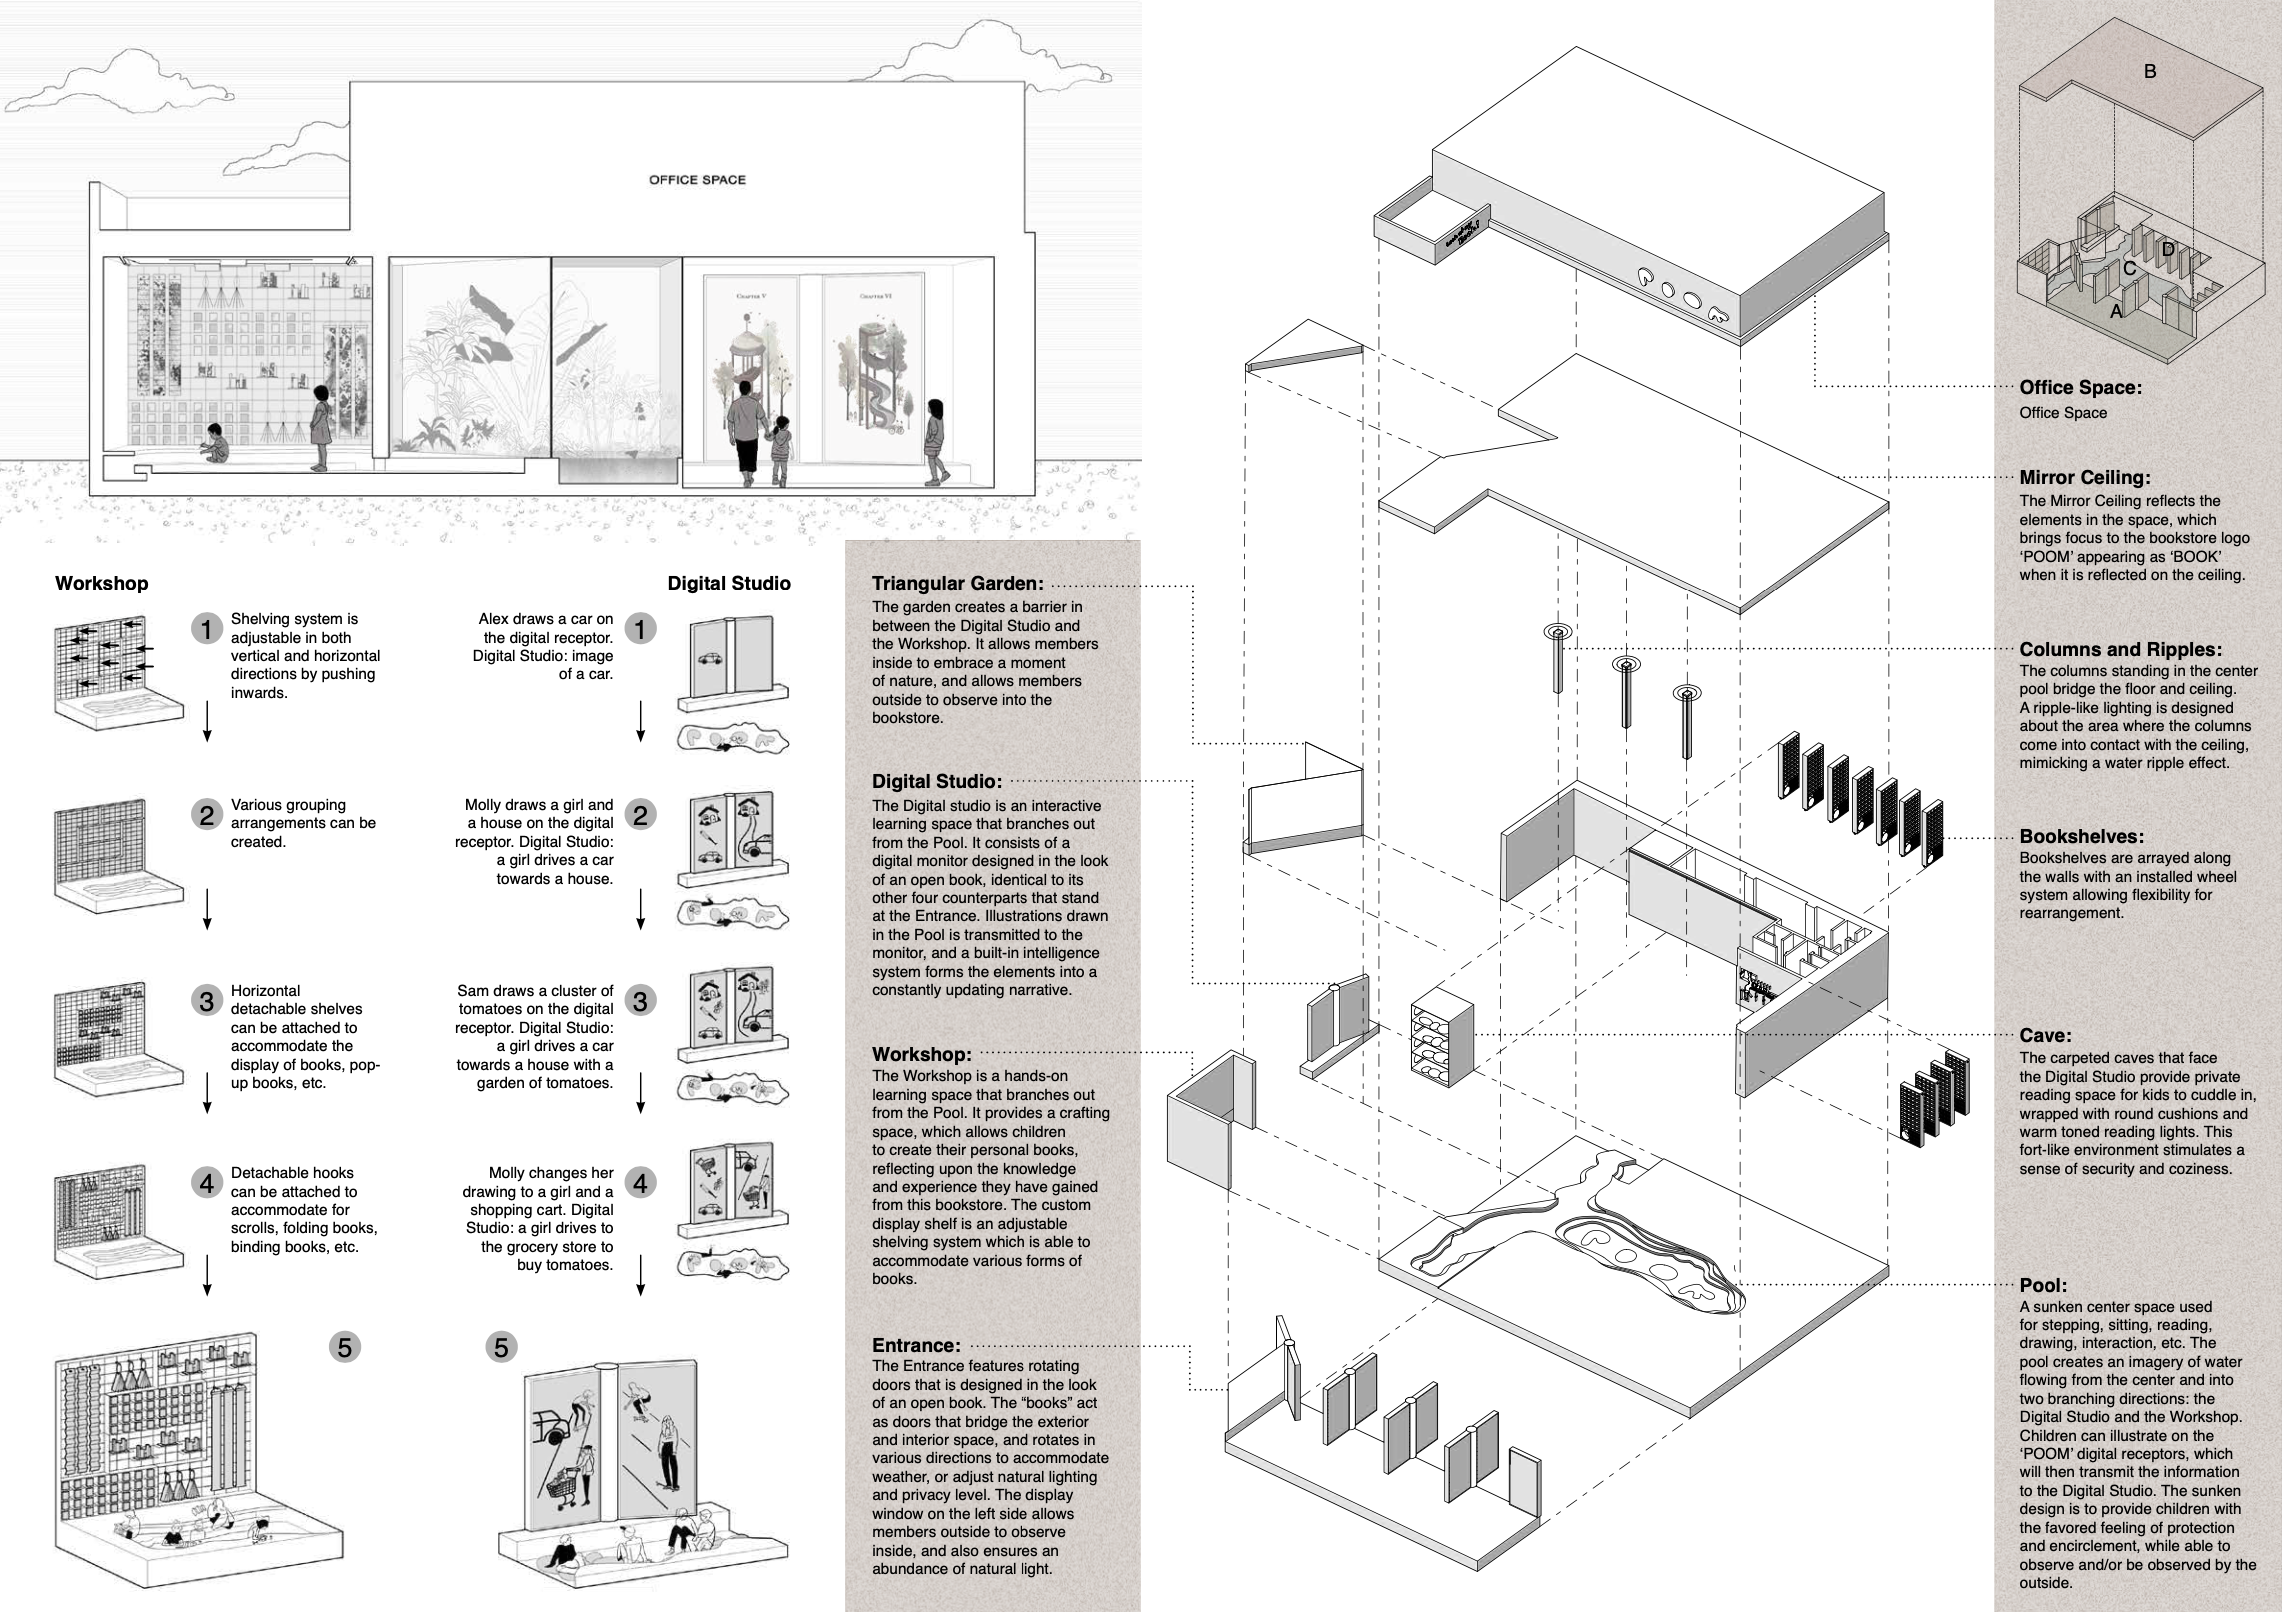 OFFICE SPACE
CHAPTER V
CHAPTER VI
Workshop
1
Shelving system is
adjustable in both
vertical and horizontal
directions by pushing
inwards.
2
Various grouping
arrangements can be
created.
3
Horizontal
detachable shelves
can be attached to
accommodate the
display of books, pop-
up books, etc.
4
Detachable hooks
can be attached to
accommodate for
scrolls, folding books,
binding books, etc.
5
Digital Studio
Alex draws a car on
the digital receptor.
Digital Studio: image
of a car.
1
Molly draws a girl and
a house on the digital
receptor. Digital Studio:
a girl drives a car
towards a house.
2
Sam draws a cluster of
tomatoes on the digital
receptor. Digital Studio:
a girl drives a car
towards a house with a
garden of tomatoes.
3
Molly changes her
drawing to a girl and a
shopping cart. Digital
Studio: a girl drives to
the grocery store to
buy tomatoes.
4
5
Triangular Garden:
The garden creates a barrier in
between the Digital Studio and
the Workshop. It allows members
inside to embrace a moment
of nature, and allows members
outside to observe into the
bookstore.
Digital Studio:
The Digital studio is an interactive
learning space that branches out
from the Pool. It consists of a
digital monitor designed in the look
of an open book, identical to its
other four counterparts that stand
at the Entrance. Illustrations drawn
in the Pool is transmitted to the
monitor, and a built-in intelligence
system forms the elements into a
constantly updating narrative.
Workshop:
The Workshop is a hands-on
learning space that branches out
from the Pool. It provides a crafting
space, which allows children
to create their personal books,
reflecting upon the knowledge
and experience they have gained
from this bookstore. The custom
display shelf is an adjustable
shelving system which is able to
accommodate various forms of
books.
Entrance:
The Entrance features rotating
doors that is designed in the look
of an open book. The “books” act
as doors that bridge the exterior
and interior space, and rotates in
various directions to accommodate
weather, or adjust natural lighting
and privacy level. The display
window on the left side allows
members outside to observe
inside, and also ensures an
abundance of natural light.
B
D
C
A
Office Space:
Office Space
Mirror Ceiling:
The Mirror Ceiling reflects the
elements in the space, which
brings focus to the bookstore logo
‘POOM’ appearing as ‘BOOK’
when it is reflected on the ceiling.
Columns and Ripples:
The columns standing in the center
pool bridge the floor and ceiling.
A ripple-like lighting is designed
about the area where the columns
come into contact with the ceiling,
mimicking a water ripple effect.
Bookshelves:
Bookshelves are arrayed along
the walls with an installed wheel
system allowing flexibility for
rearrangement.
Cave:
The carpeted caves that face
the Digital Studio provide private
reading space for kids to cuddle in,
wrapped with round cushions and
warm toned reading lights. This
fort-like environment stimulates a
sense of security and coziness.
Pool:
A sunken center space used
for stepping, sitting, reading,
drawing, interaction, etc. The
pool creates an imagery of water
flowing from the center and into
two branching directions: the
Digital Studio and the Workshop.
Children can illustrate on the
‘POOM’ digital receptors, which
will then transmit the information
to the Digital Studio. The sunken
design is to provide children with
the favored feeling of protection
and encirclement, while able to
observe and/or be observed by the
outside.